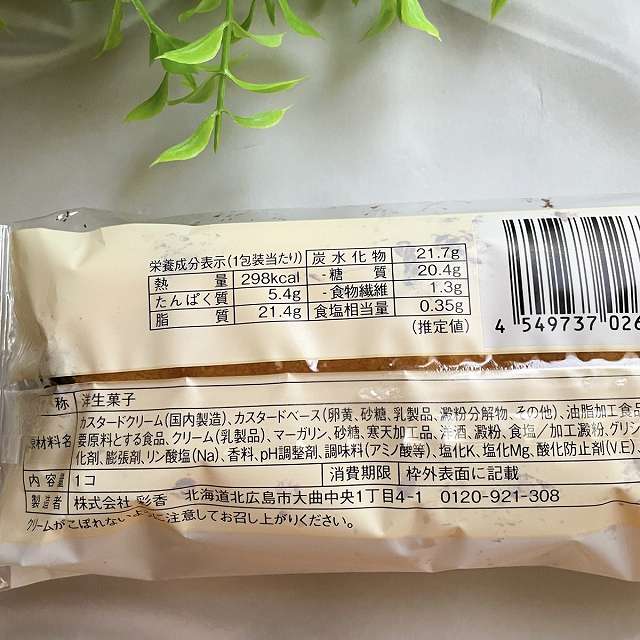 栄養成分表示(1包装当たり)
熱量 298kcal
たんぱく質 5.4g
脂質 21.4g
炭水化物 21.7g
-糖質 20.4g
-食物繊維 1.3g
食塩相当量 0.35g
(推定値)
4 549737 026
称 洋生菓子
原材料名 カスタードクリーム(国内製造)、カスタードベース(卵黄、砂糖、乳製品、澱粉分解物、その他)、油脂加工食品
要原料とする食品、クリーム(乳製品)、マーガリン、砂糖、寒天加工品、洋酒、澱粉、食塩／加工澱粉、グリシ
化剤、膨張剤、リン酸塩(Na)、香料、pH調整剤、調味料(アミノ酸等)、塩化K、塩化Mg、酸化防止剤(V.E)、
内容量 1コ 消費期限 枠外表面に記載
製造者 株式会社 彩香 北海道北広島市大曲中央1丁目4-1 0120-921-308
クリームがこぼれないように注意してお召し上がりください。